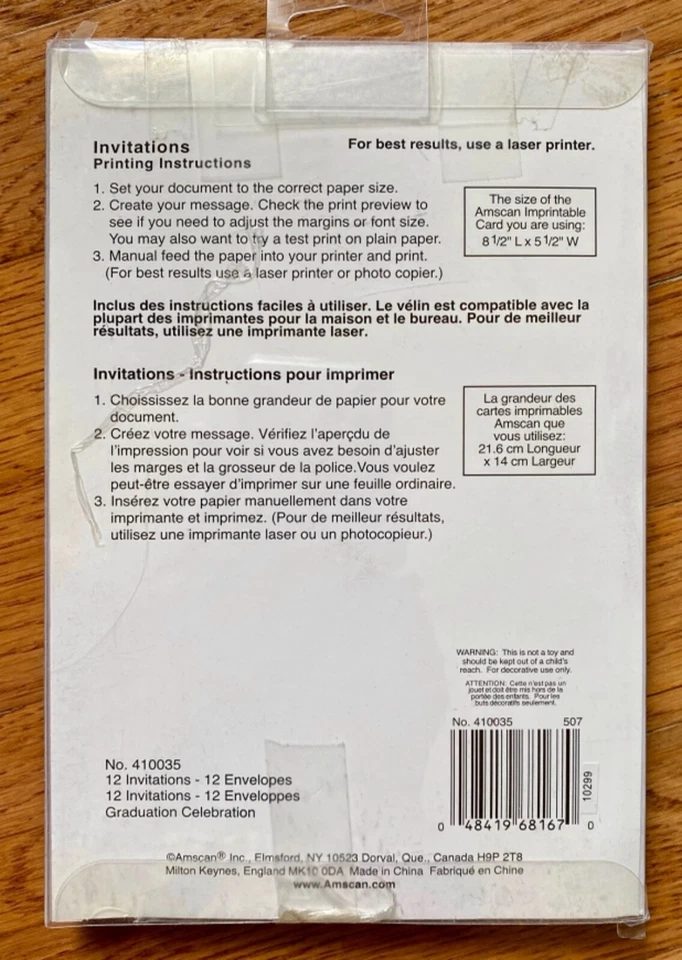 Invitations
Printing Instructions
For best results, use a laser printer.
1. Set your document to the correct paper size.
2. Create your message. Check the print preview to
see if you need to adjust the margins or font size.
You may also want to try a test print on plain paper.
3. Manual feed the paper into your printer and print.
(For best results use a laser printer or photo copier.)
The size of the
Amscan Imprintable
Card you are using:
8 1/2" L x 5 1/2" W
Inclus des instructions faciles à utiliser. Le vélin est compatible avec la
plupart des imprimantes pour la maison et le bureau. Pour de meilleur
résultats, utilisez une imprimante laser.
Invitations - Instructions pour imprimer
1. Choississez la bonne grandeur de papier pour votre
document.
2. Créez votre message. Vérifiez l'aperçdu de
l'impression pour voir si vous avez besoin d'ajuster
les marges et la grosseur de la police.Vous voulez
peut-être essayer d'imprimer sur une feuille ordinaire.
3. Insérez votre papier manuellement dans votre
imprimante et imprimez. (Pour de meilleur résultats,
utilisez une imprimante laser ou un photocopieur.)
La grandeur des
cartes imprimables
Amscan que
vous utilisez:
21.6 cm Longueur
x 14 cm Largeur
WARNING: This is not a toy and
should be kept out of a child's
reach. For decorative use only.
ATTENTION: Cette n'est pas un
jouet et doit être mis hors de la
portée des enfants. Pour les
buts décoratifs seulement.
No. 410035 507
10299
0 48419 68167 0
No. 410035
12 Invitations - 12 Envelopes
12 Invitations - 12 Enveloppes
Graduation Celebration
©Amscan® Inc., Elmsford, NY 10523 Dorval, Que., Canada H9P 2T8
Milton Keynes, England MK10 0DA Made in China Fabriqué en Chine
www.Amscan.com